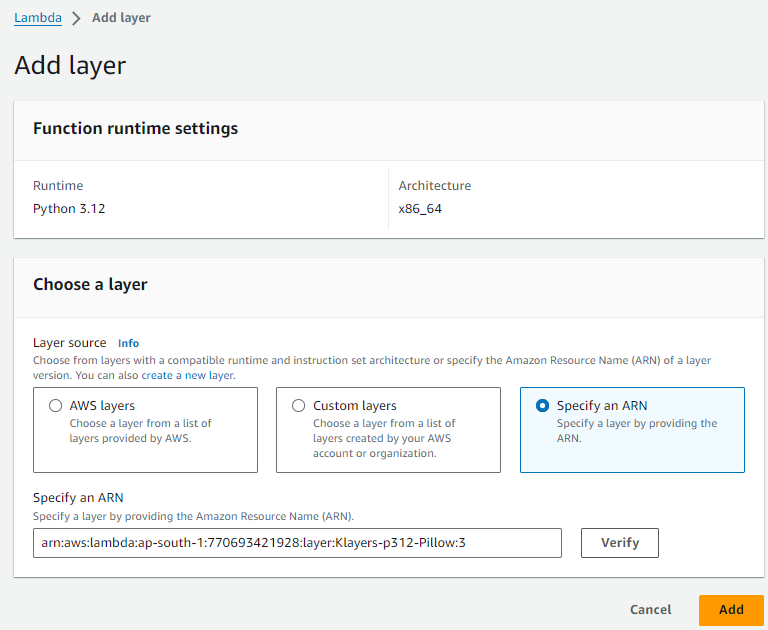 Lambda > Add layer
Add layer
Function runtime settings
Runtime
Python 3.12
Architecture
x86_64
Choose a layer
Layer source Info
Choose from layers with a compatible runtime and instruction set architecture or specify the Amazon Resource Name (ARN) of a layer
version. You can also create a new layer.
AWS layers
Choose a layer from a list of
layers provided by AWS.
Custom layers
Choose a layer from a list of
layers created by your AWS
account or organization.
Specify an ARN
Specify a layer by providing the
ARN.
Specify an ARN
Specify a layer by providing the Amazon Resource Name (ARN).
arn:aws:lambda:ap-south-1:770693421928:layer:Klayers-p312-Pillow:3
Verify
Cancel
Add